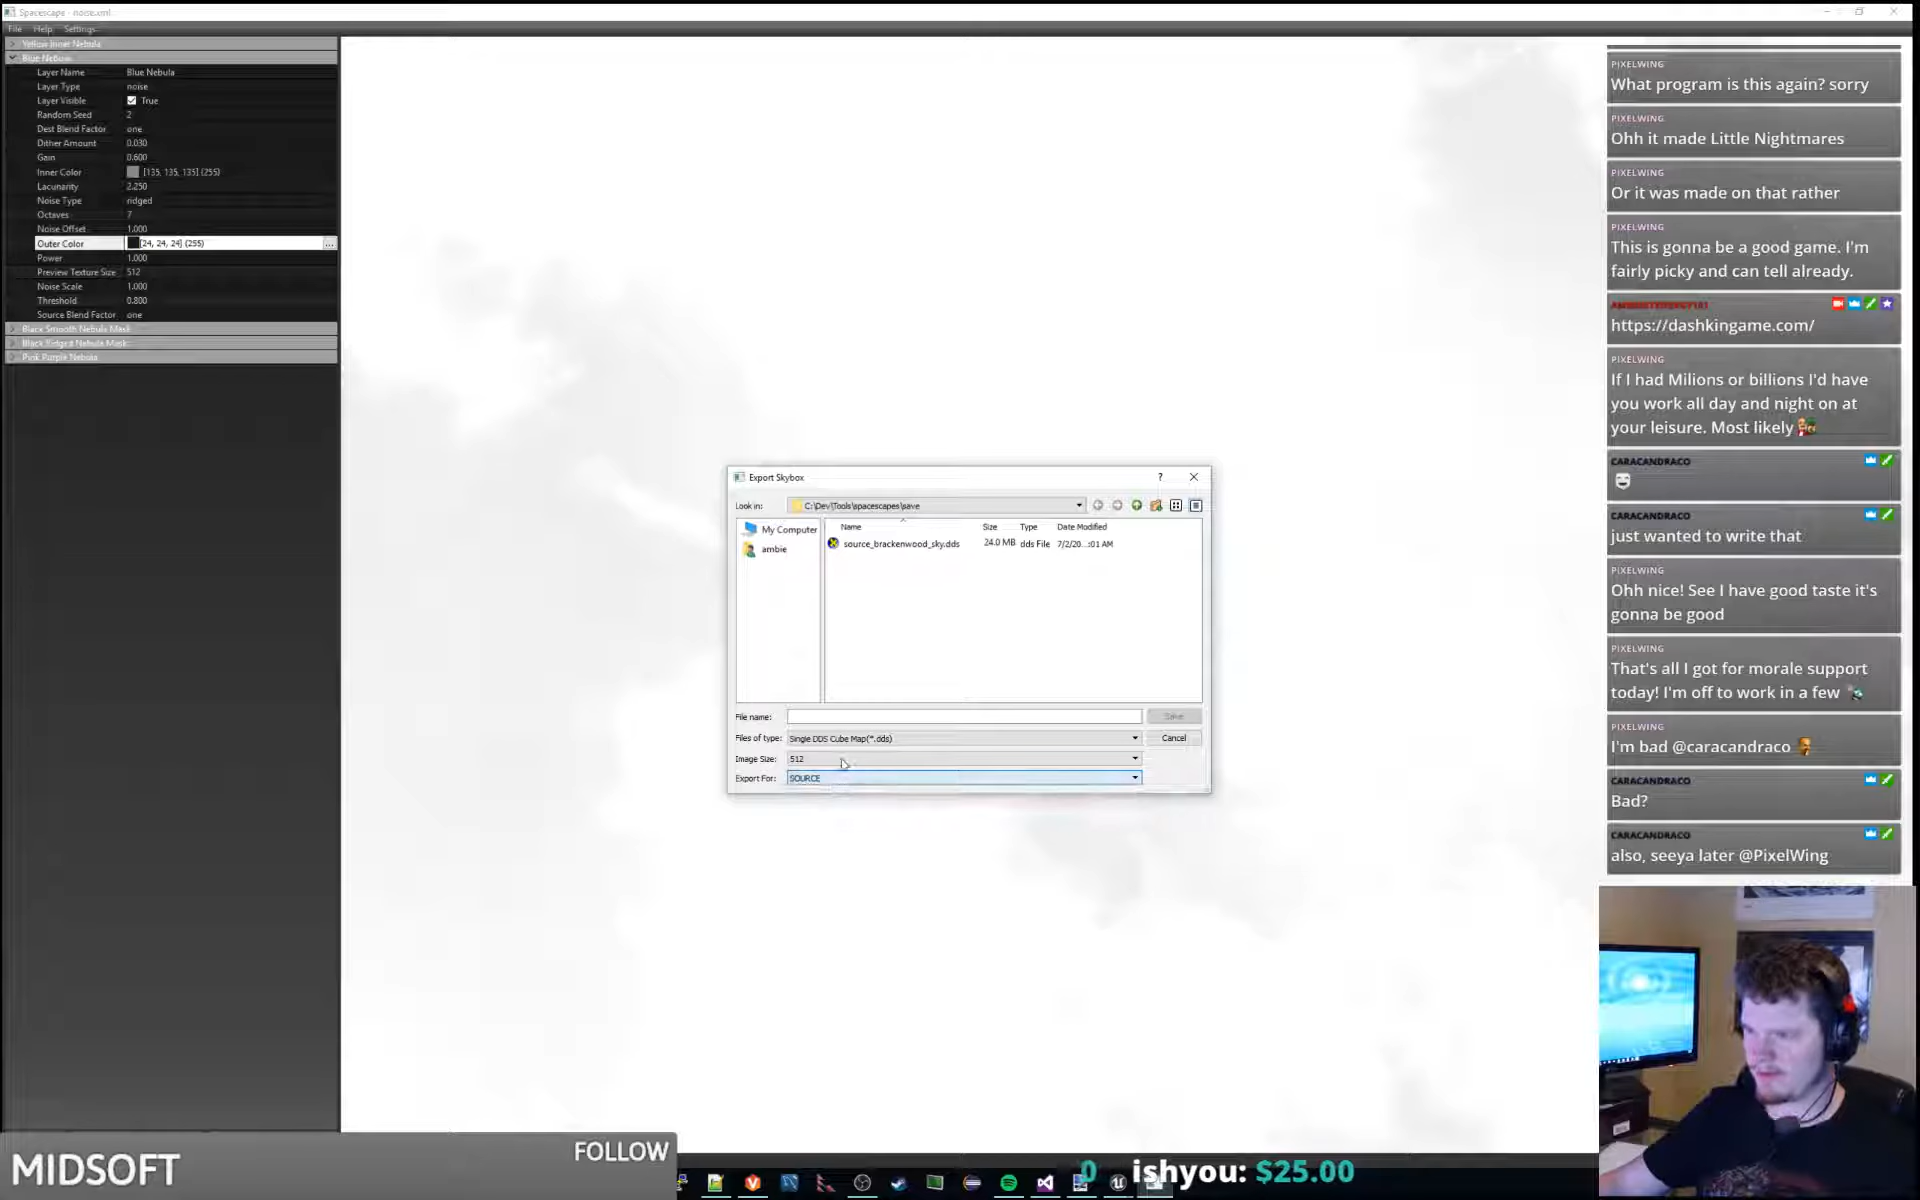 Spacescape - noise.xml
File Help Settings
Yellow Inner Nebula
Blue Nebula
Layer Name Blue Nebula
Layer Type noise
Layer Visible True
Random Seed 2
Dest Blend Factor one
Dither Amount 0.030
Gain 0.600
Inner Color [135, 135, 135] (255)
Lacunarity 2.250
Noise Type ridged
Octaves 7
Noise Offset 1.000
Outer Color [24, 24, 24] (255) ...
Power 1.000
Preview Texture Size 512
Noise Scale 1.000
Threshold 0.800
Source Blend Factor one
Black Smooth Nebula Mask
Black Ridged Nebula Mask
Pink Purple Nebula
Export Skybox ?
Look in: C:\Dev\Tools\spacescapes\save
My Computer
ambie
Name Size Type Date Modified
source_brackenwood_sky.dds 24.0 MB dds File 7/2/20...:01 AM
File name: Save
Files of type: Single DDS Cube Map(*.dds) Cancel
Image Size: 512
Export For: SOURCE
PIXELWING
What program is this again? sorry
PIXELWING
Ohh it made Little Nightmares
PIXELWING
Or it was made on that rather
PIXELWING
This is gonna be a good game. I'm
fairly picky and can tell already.
https://dashkingame.com/
PIXELWING
If I had Milions or billions I'd have
you work all day and night on at
your leisure. Most likely
CARACANDRACO
CARACANDRACO
just wanted to write that
PIXELWING
Ohh nice! See I have good taste it's
gonna be good
PIXELWING
That's all I got for morale support
today! I'm off to work in a few
PIXELWING
I'm bad @caracandraco
CARACANDRACO
Bad?
CARACANDRACO
also, seeya later @PixelWing
MIDSOFT
FOLLOW
0 ishyou: $25.00